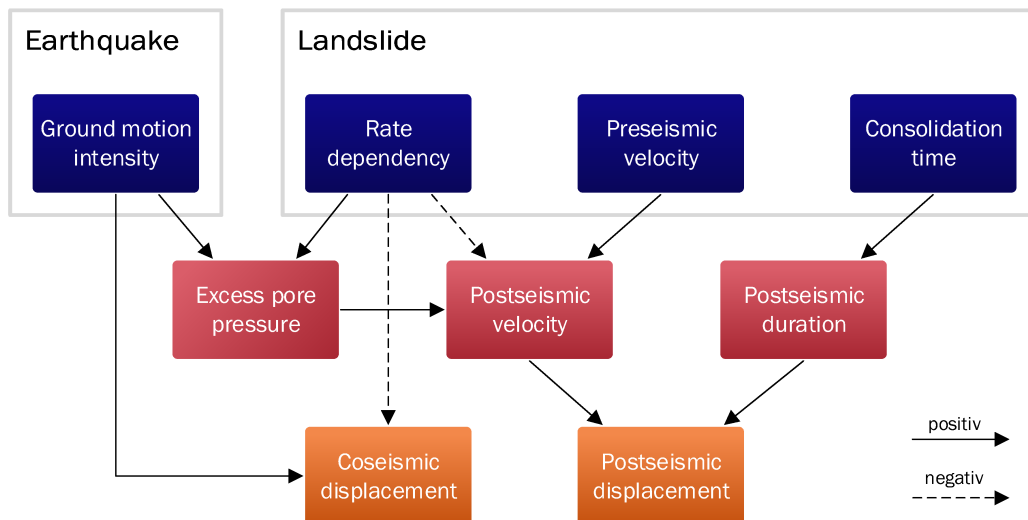 Earthquake
Landslide
Ground motion
intensity
Rate
dependency
Preseismic
velocity
Consolidation
time
Excess pore
pressure
Postseismic
velocity
Postseismic
duration
positiv
negativ
Coseismic
displacement
Postseismic
displacement